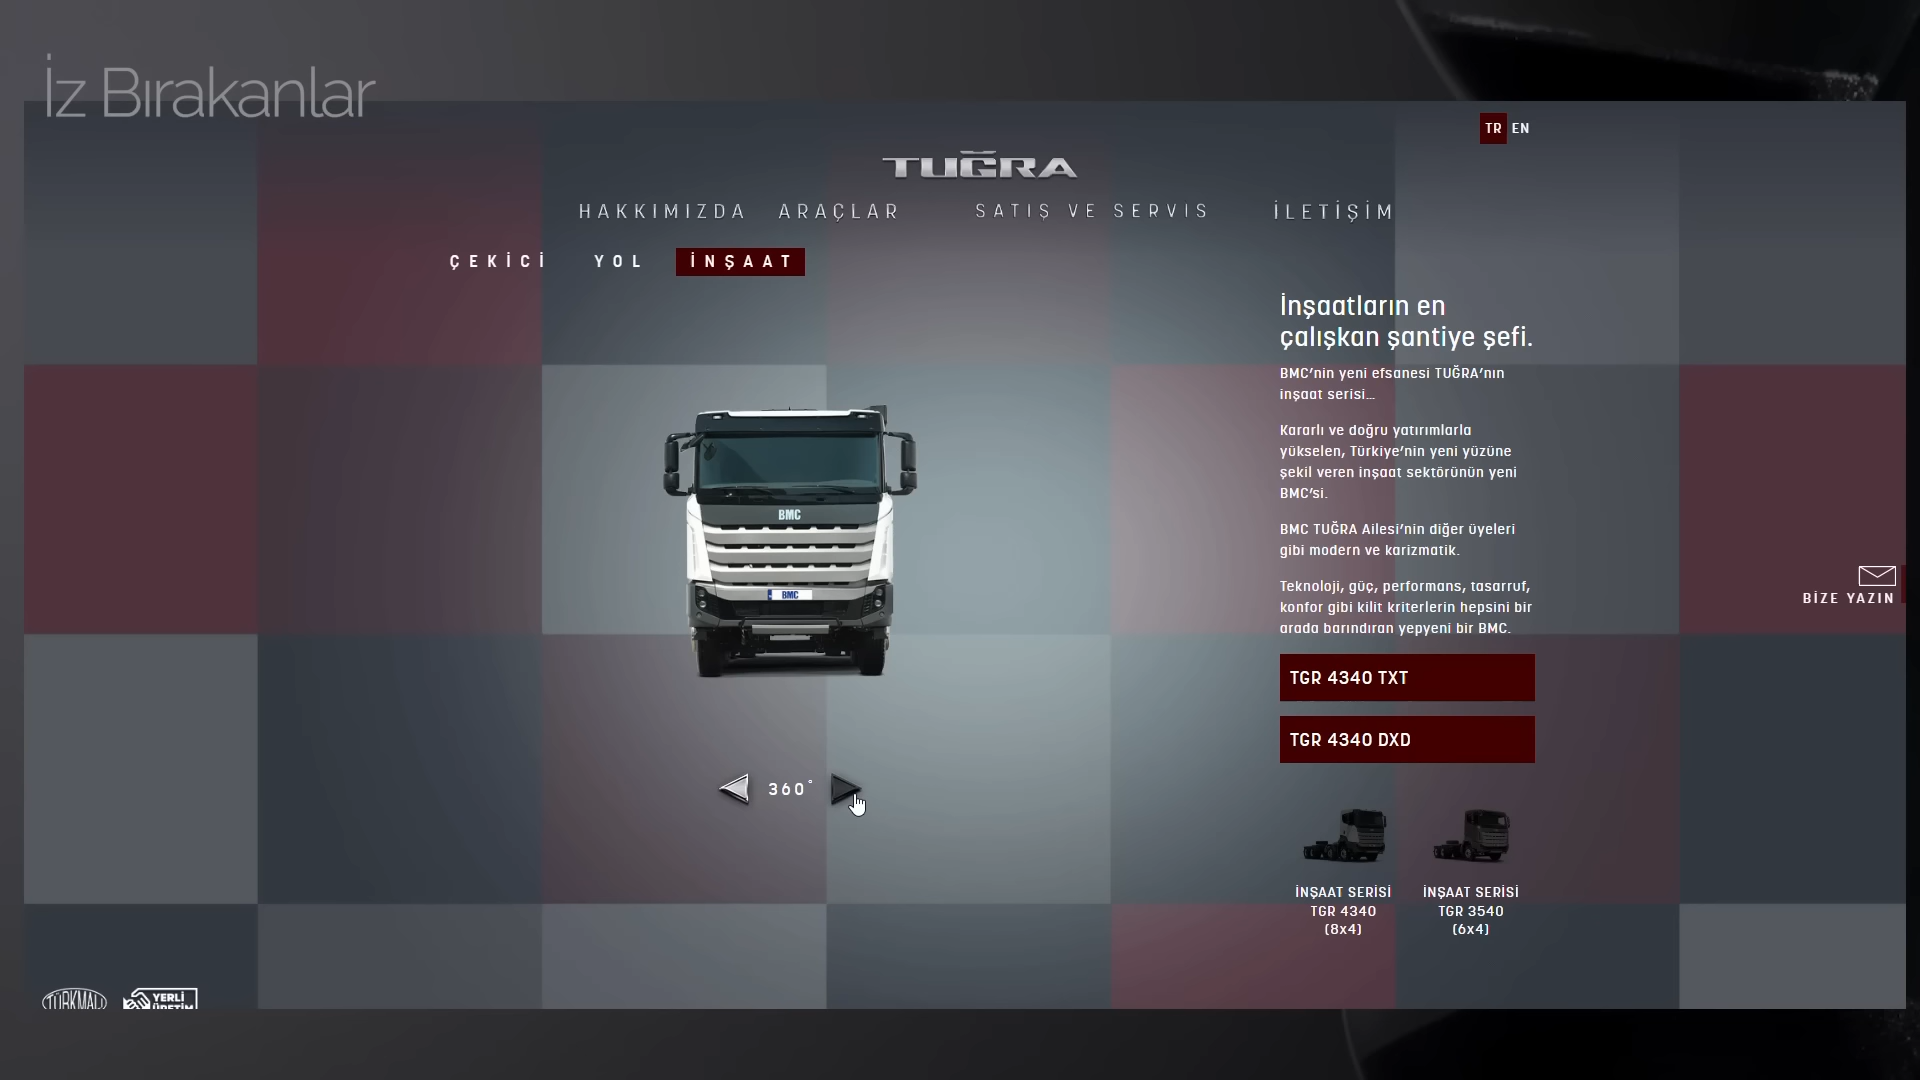 İz Bırakanlar
TR EN
TUĞRA
HAKKIMIZDA ARAÇLAR SATIŞ VE SERVIS İLETİŞİM
ÇEKİCİ YOL İNŞAAT
İnşaatların en
çalışkan şantiye şefi.
BMC'nin yeni efsanesi TUĞRA'nın
inşaat serisi...
Kararlı ve doğru yatırımlarla
yükselen, Türkiye'nin yeni yüzüne
şekil veren inşaat sektörünün yeni
BMC'si.
BMC TUĞRA Ailesi'nin diğer üyeleri
gibi modern ve karizmatik.
Teknoloji, güç, performans, tasarruf,
konfor gibi kilit kriterlerin hepsini bir
arada barındıran yepyeni bir BMC.
BMC
BMC
BİZE YAZIN
TGR 4340 TXT
TGR 4340 DXD
360°
İNŞAAT SERİSİ
TGR 4340
(8x4)
İNŞAAT SERİSİ
TGR 3540
(6x4)
TÜRKMALI
YERLİ
ÜRETİM